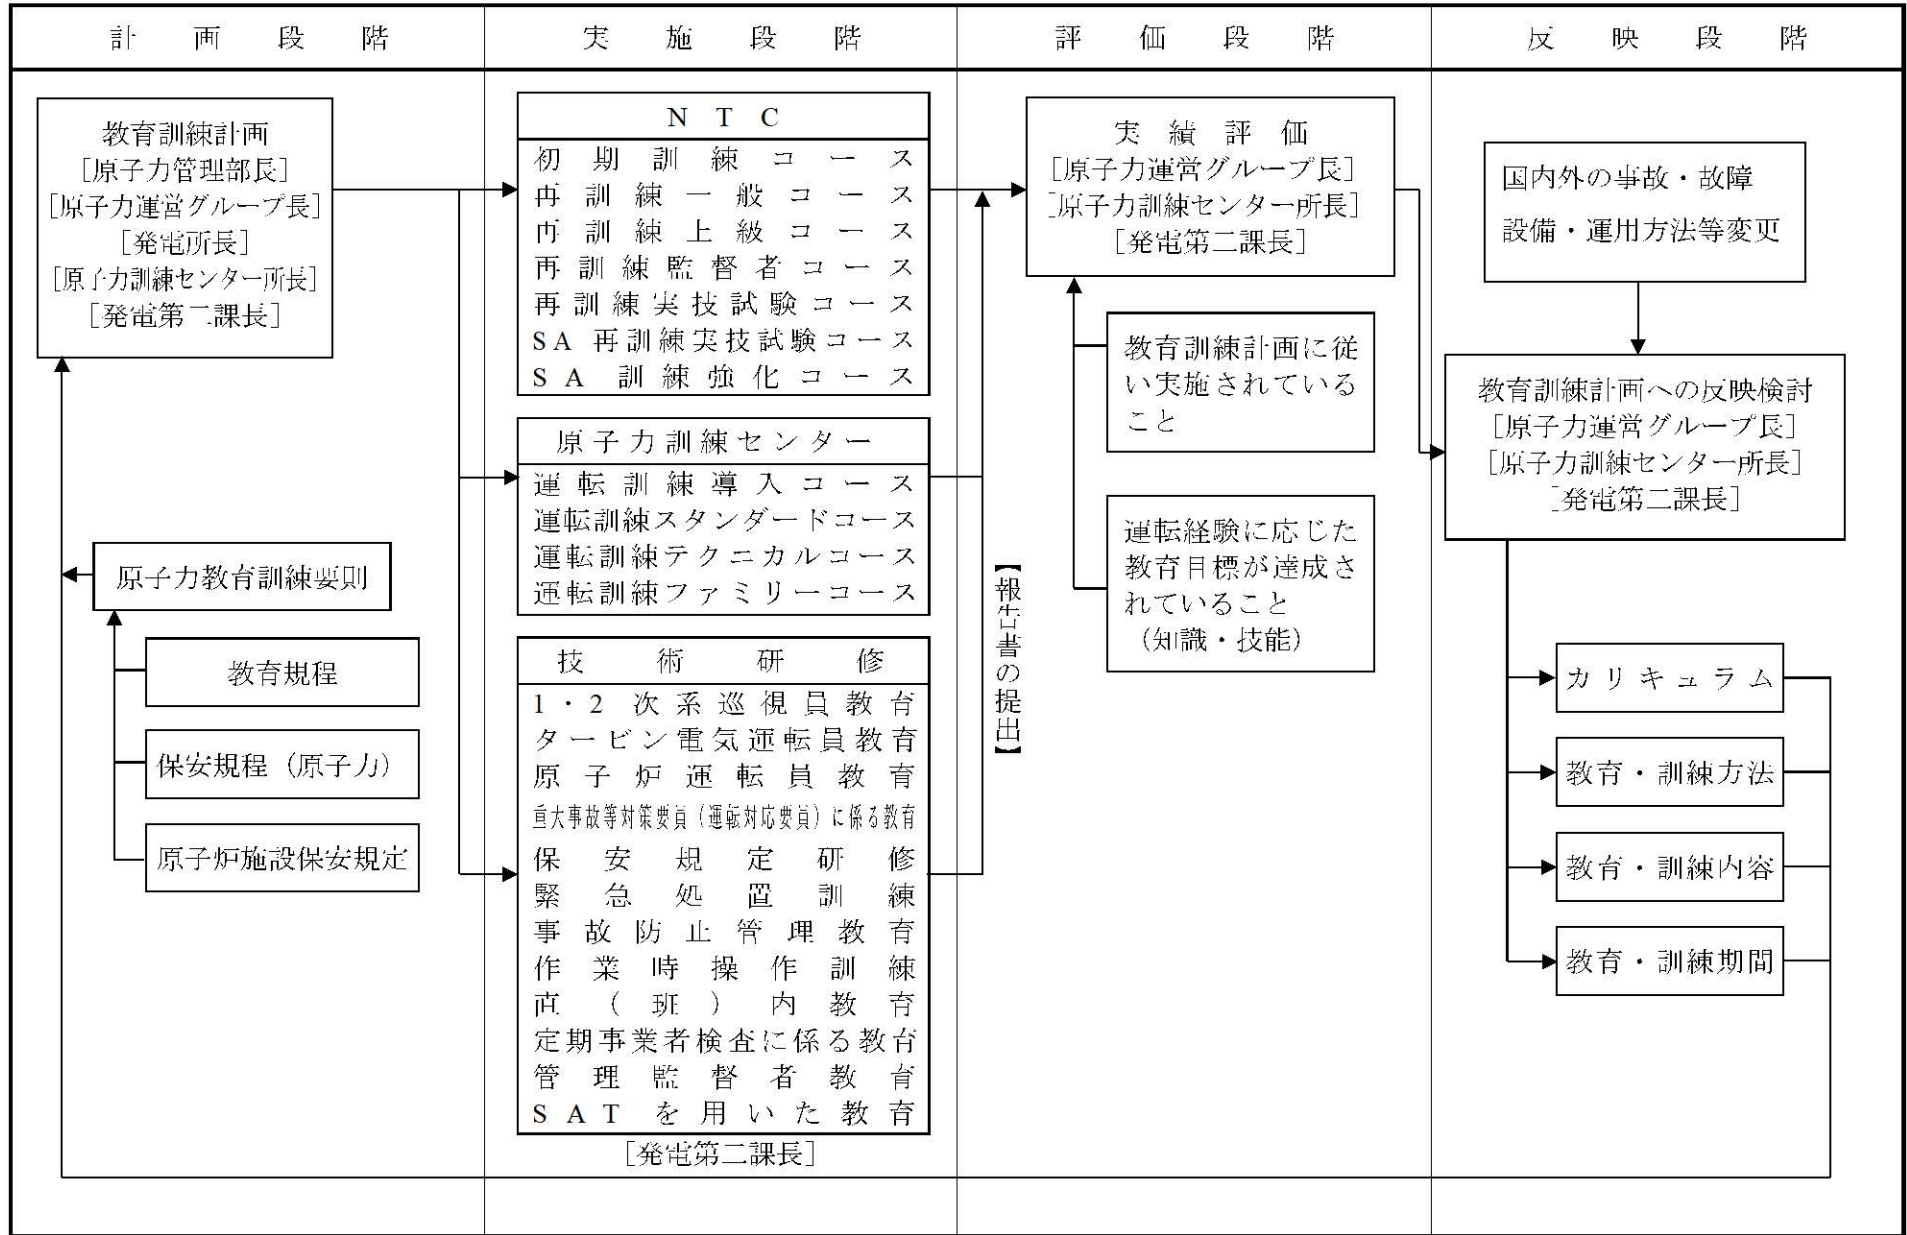 計画段階
実施段階
評価段階
反映段階
教育訓練計画
[原子力管理部長]
[原子力運営グループ長]
[発電所長]
[原子力訓練センター所長]
[発電第二課長]
原子力教育訓練要則
教育規程
保安規程（原子力）
原子炉施設保安規定
NTC
初期訓練コース
再訓練一般コース
再訓練上級コース
再訓練監督者コース
再訓練実技試験コース
SA再訓練実技試験コース
SA訓練強化コース
原子力訓練センター
運転訓練導入コース
運転訓練スタンダードコース
運転訓練テクニカルコース
運転訓練ファミリーコース
技術研修
1・2次系巡視員教育
タービン電気運転員教育
原子炉運転員教育
重大事故等対策要員（運転対応要員）に係る教育
保安規定研修
緊急処置訓練
事故防止管理教育
作業時操作訓練
直（班）内教育
定期事業者検査に係る教育
管理監督者教育
SATを用いた教育
[発電第二課長]
【報告書の提出】
実績評価
[原子力運営グループ長]
[原子力訓練センター所長]
[発電第二課長]
教育訓練計画に従
い実施されている
こと
運転経験に応じた
教育目標が達成さ
れていること
（知識・技能）
国内外の事故・故障
設備・運用方法等変更
教育訓練計画への反映検討
[原子力運営グループ長]
[原子力訓練センター所長]
[発電第二課長]
カリキュラム
教育・訓練方法
教育・訓練内容
教育・訓練期間